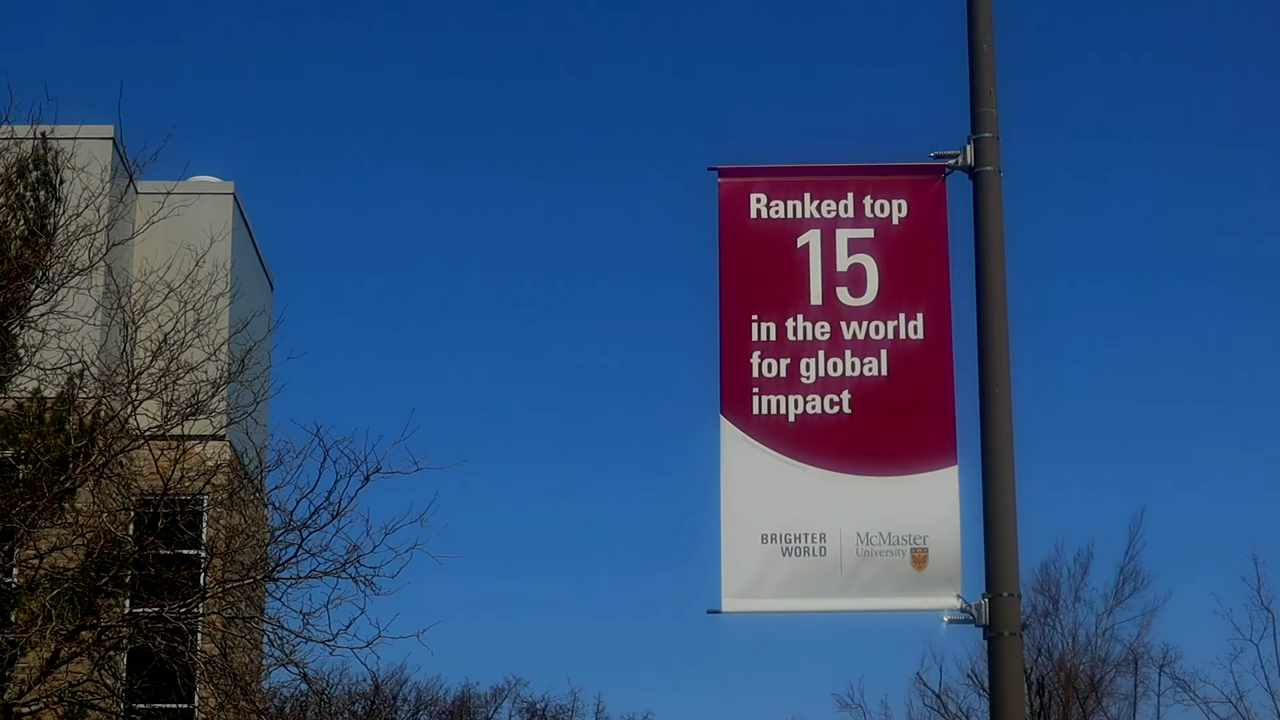 Ranked top
15
in the world
for global
impact
BRIGHTER
WORLD
McMaster
University